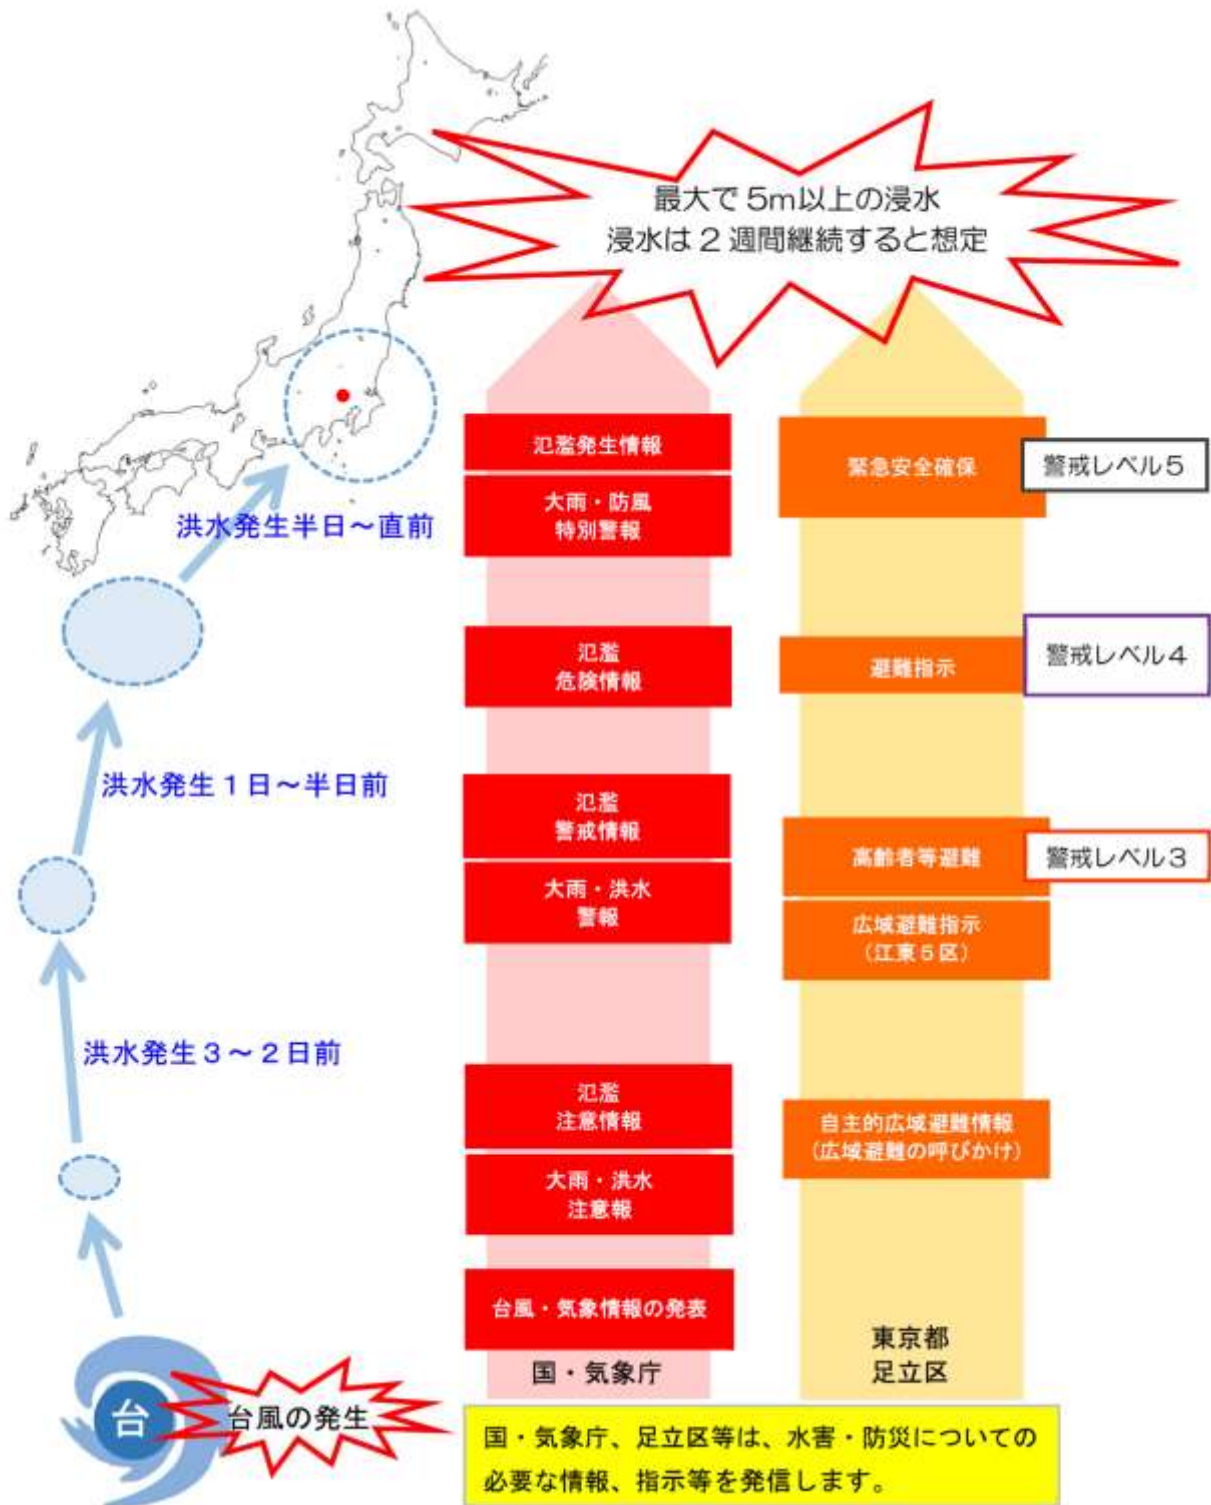 最大で5m以上の浸水
浸水は2週間継続すると想定
氾濫発生情報
大雨・防風
特別警報
緊急安全確保
警戒レベル5
洪水発生半日～直前
氾濫
危険情報
避難指示
警戒レベル4
洪水発生1日～半日前
氾濫
警戒情報
大雨・洪水
警報
高齢者等避難
警戒レベル3
広域避難指示
（江東5区）
洪水発生3～2日前
氾濫
注意情報
大雨・洪水
注意報
自主的広域避難情報
（広域避難の呼びかけ）
台風・気象情報の発表
国・気象庁
東京都
足立区
台
台風の発生
国・気象庁、足立区等は、水害・防災についての
必要な情報、指示等を発信します。